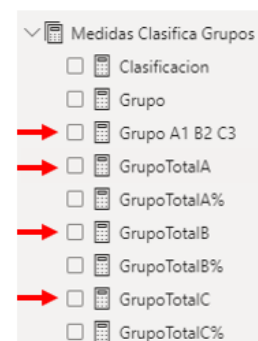 Medidas Clasifica Grupos
Clasificacion
Grupo
Grupo A1 B2 C3
GrupoTotalA
GrupoTotalA%
GrupoTotalB
GrupoTotalB%
GrupoTotalC
GrupoTotalC%